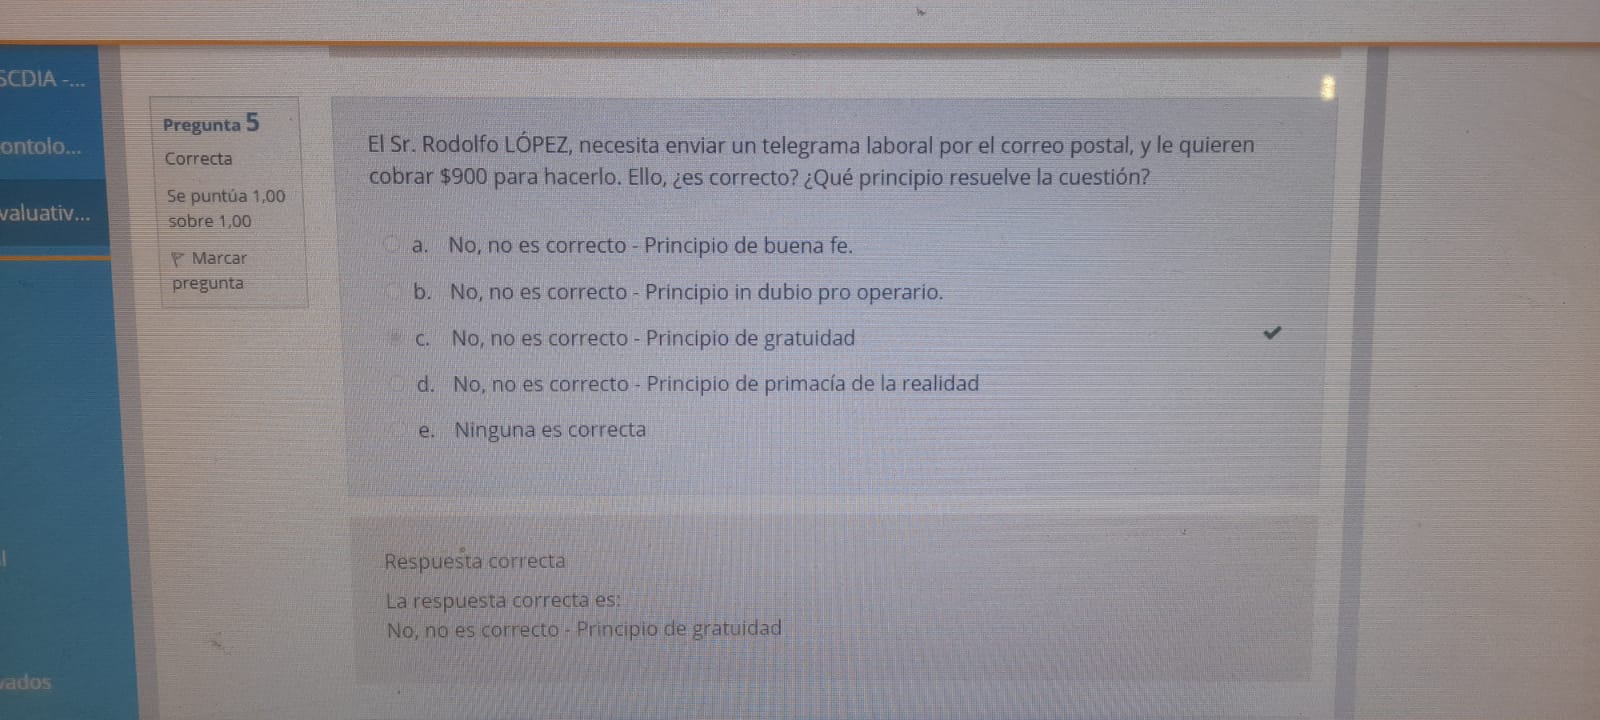 SCDIA -...
ontolo...
valuativ...
vados
Pregunta 5
Correcta
Se puntúa 1,00
sobre 1,00
Marcar
pregunta
El Sr. Rodolfo LÓPEZ, necesita enviar un telegrama laboral por el correo postal, y le quieren
cobrar $900 para hacerlo. Ello, ¿es correcto? ¿Qué principio resuelve la cuestión?
a. No, no es correcto - Principio de buena fe.
b. No, no es correcto - Principio in dubio pro operario.
c. No, no es correcto - Principio de gratuidad
d. No, no es correcto - Principio de primacía de la realidad
e. Ninguna es correcta
Respuesta correcta
La respuesta correcta es:
No, no es correcto - Principio de gratuidad